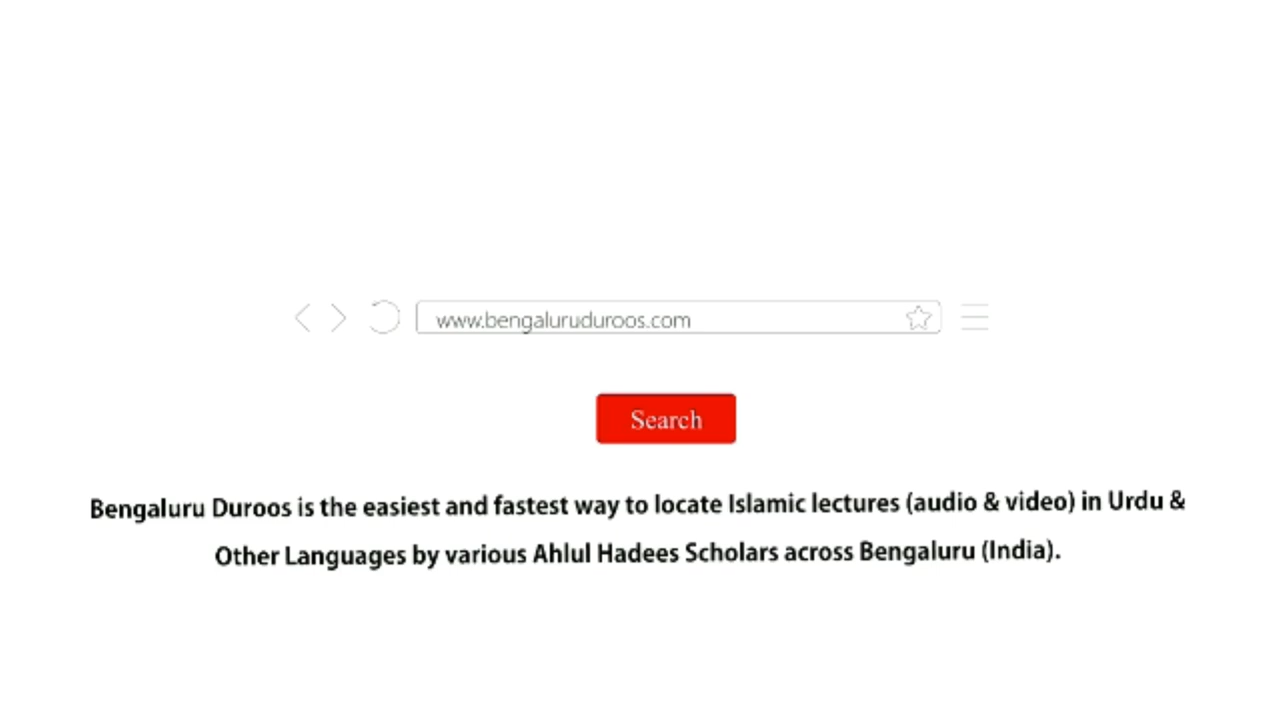 www.bengaluruduroos.com
Search
Bengaluru Duroos is the easiest and fastest way to locate Islamic lectures (audio & video) in Urdu &
Other Languages by various Ahlul Hadees Scholars across Bengaluru (India).